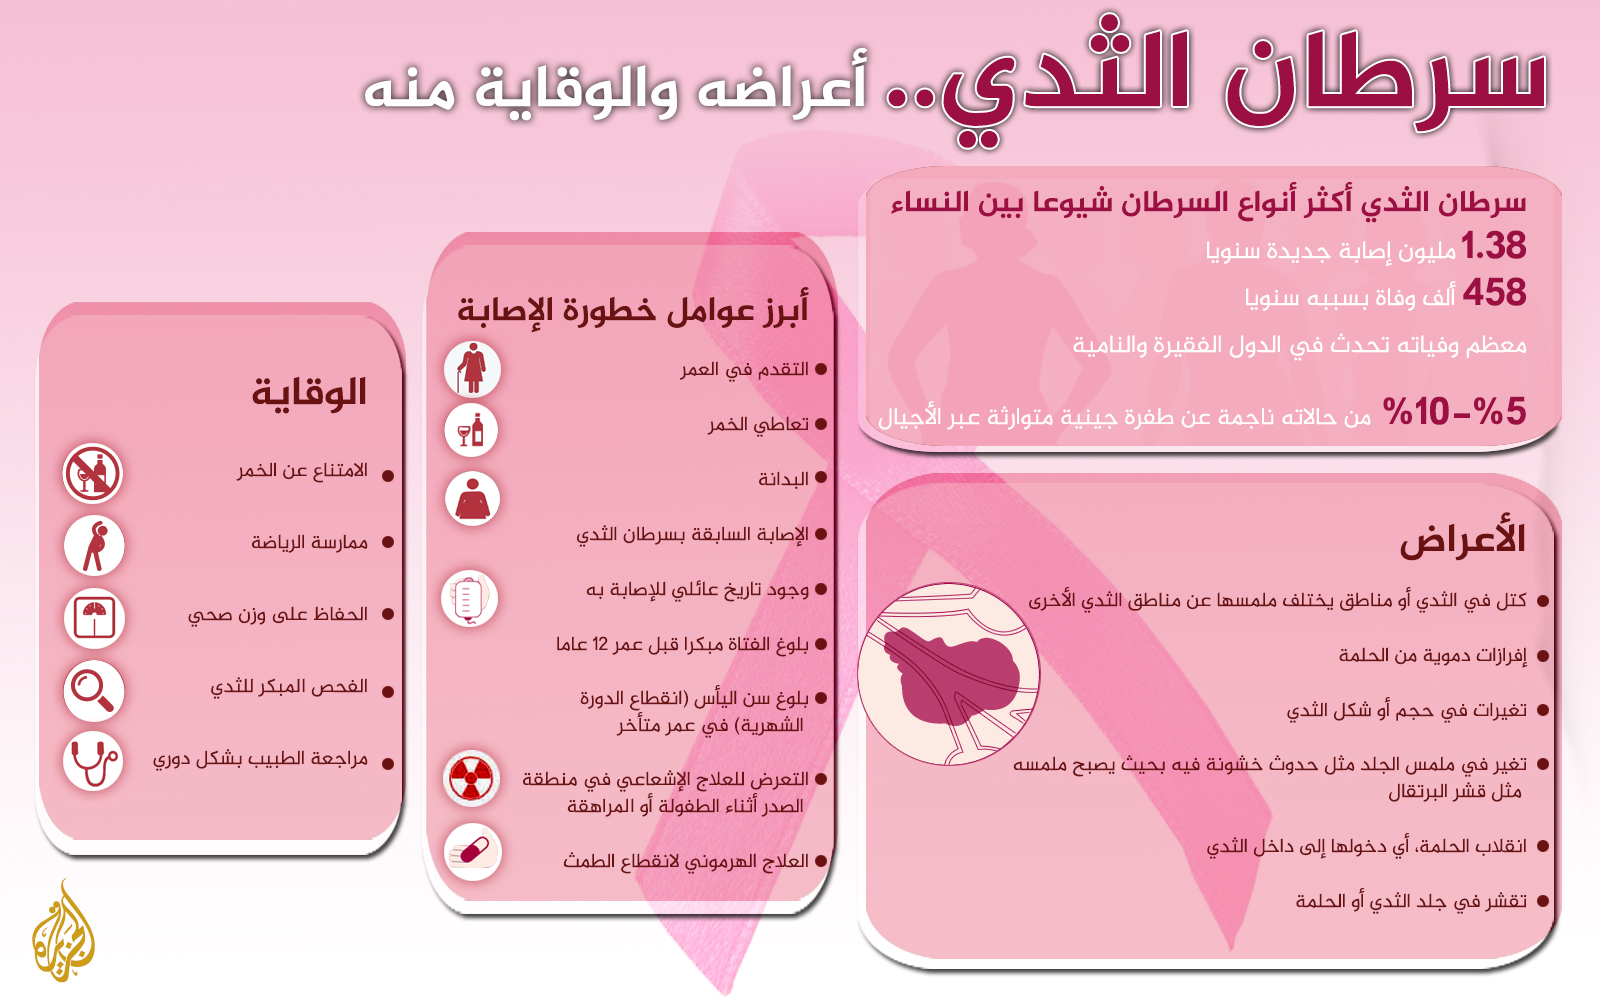 سرطان الثدي.. أعراضه والوقاية منه
سرطان الثدي أكثر أنواع السرطان شيوعا بين النساء
1.38 مليون إصابة جديدة سنويا
458 ألف وفاة بسببه سنويا
معظم وفياته تحدث في الدول الفقيرة والنامية
5%-10% من حالاته ناجمة عن طفرة جينية متوارثة عبر الأجيال
الأعراض
● كتل في الثدي أو مناطق يختلف ملمسها عن مناطق الثدي الأخرى
● إفرازات دموية من الحلمة
● تغيرات في حجم أو شكل الثدي
● تغير في ملمس الجلد مثل حدوث خشونة فيه بحيث يصبح ملمسه
مثل قشر البرتقال
● انقلاب الحلمة، أي دخولها إلى داخل الثدي
● تقشر في جلد الثدي أو الحلمة
أبرز عوامل خطورة الإصابة
● التقدم في العمر
● تعاطي الخمر
● البدانة
● الإصابة السابقة بسرطان الثدي
● وجود تاريخ عائلي للإصابة به
● بلوغ الفتاة مبكرا قبل عمر 12 عاما
● بلوغ سن اليأس (انقطاع الدورة
الشهرية) في عمر متأخر
● التعرض للعلاج الإشعاعي في منطقة
الصدر أثناء الطفولة أو المراهقة
● العلاج الهرموني لانقطاع الطمث
الوقاية
● الامتناع عن الخمر
● ممارسة الرياضة
● الحفاظ على وزن صحي
● الفحص المبكر للثدي
● مراجعة الطبيب بشكل دوري
الجزيرة